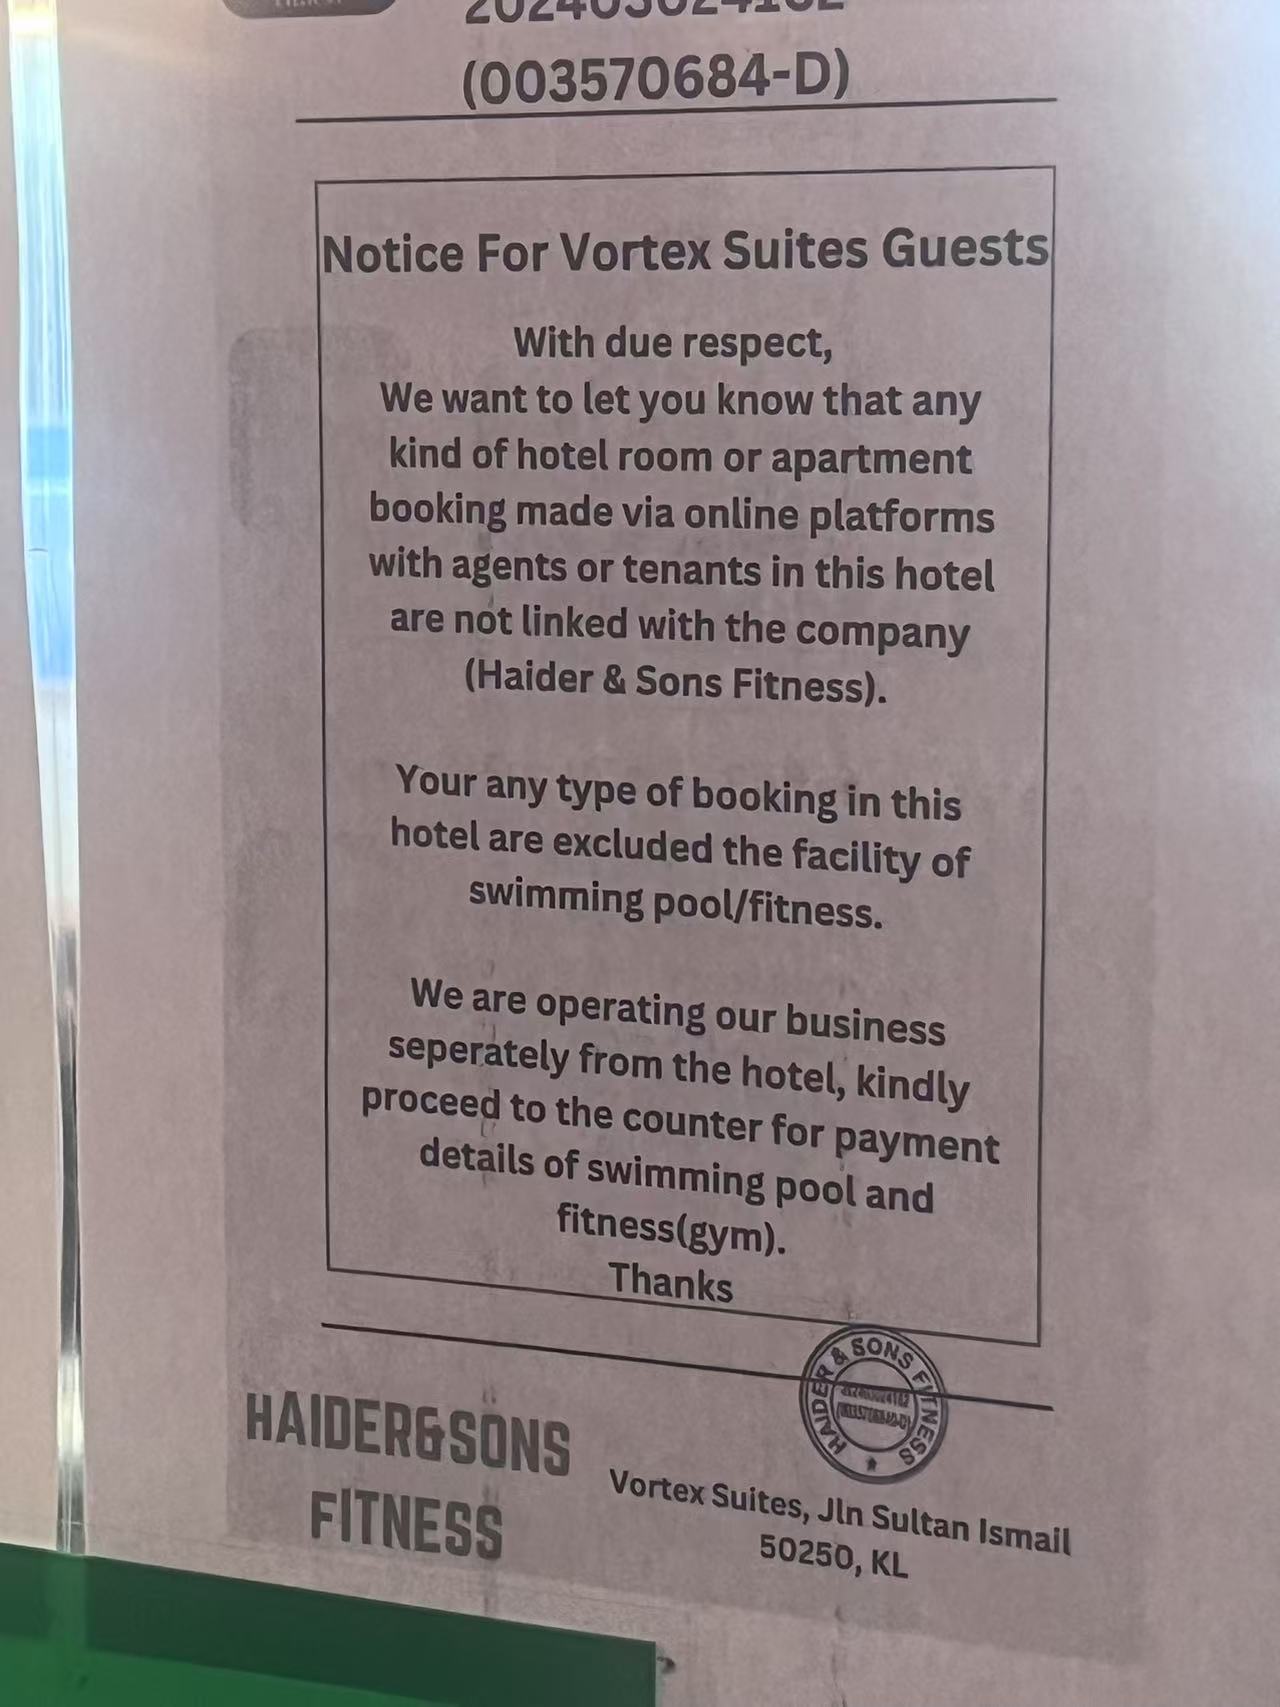 (003570684-D)
Notice For Vortex Suites Guests
With due respect,
We want to let you know that any
kind of hotel room or apartment
booking made via online platforms
with agents or tenants in this hotel
are not linked with the company
(Haider & Sons Fitness).
Your any type of booking in this
hotel are excluded the facility of
swimming pool/fitness.
We are operating our business
seperately from the hotel, kindly
proceed to the counter for payment
details of swimming pool and
fitness(gym).
Thanks
HAIDER & SONS FITNESS
HAIDER&SONS
FITNESS
Vortex Suites, Jln Sultan Ismail
50250, KL